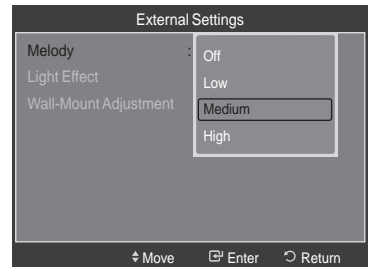 External Settings
Melody : Off
Light Effect
Low
Wall-Mount Adjustment
Medium
High
Move Enter Return